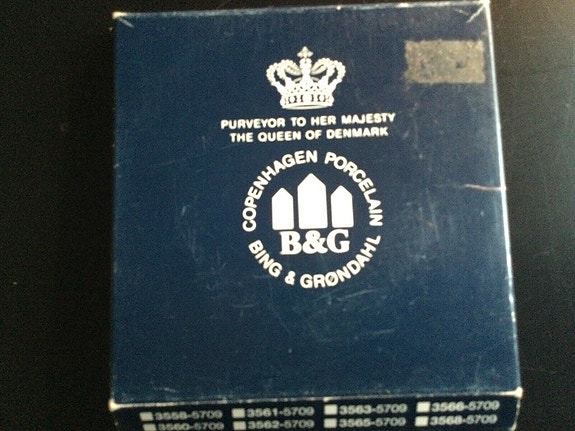 PURVEYOR TO HER MAJESTY
THE QUEEN OF DENMARK
COPENHAGEN PORCELAIN
B&G
BING & GRØNDAHL
3558-5709 3561-5709 3563-5709 3566-5709
3560-5709 3562-5709 3565-5709 3568-5709